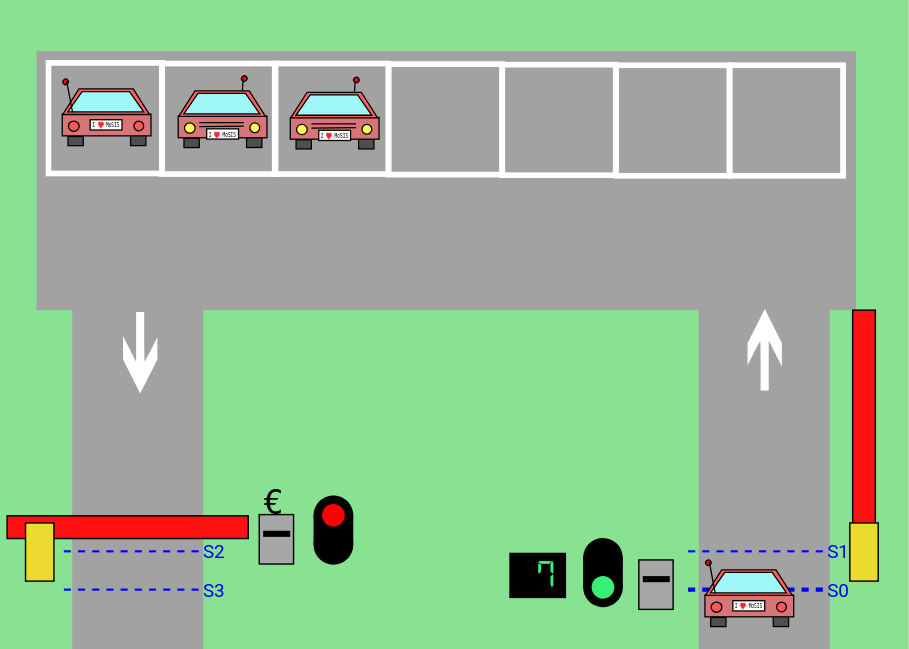 I ♥ MoSIS
I ♥ MoSIS
I ♥ MoSIS
€
S2
S3
7
S1
S0
I ♥ MoSIS